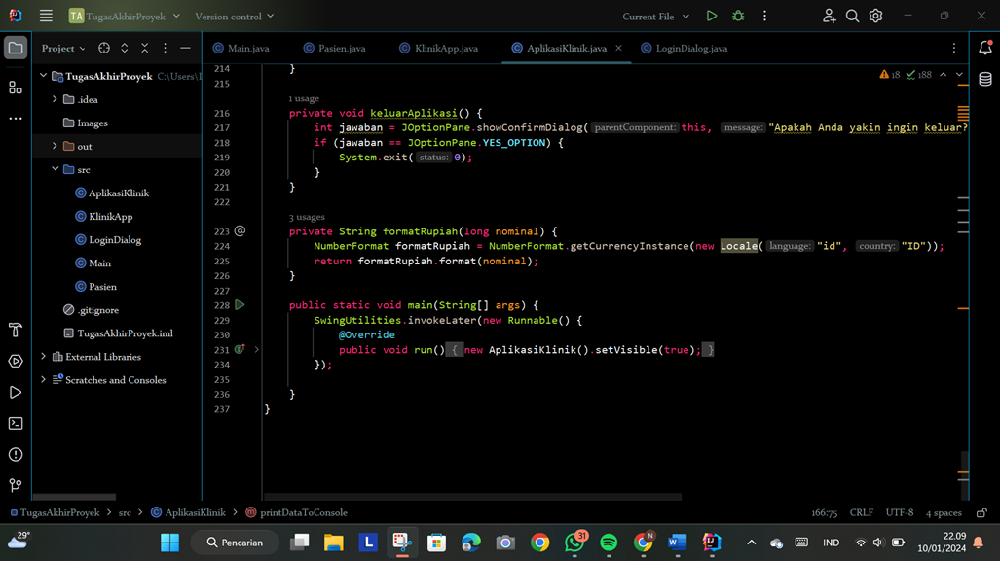 TA TugasAkhirProyek Version control Current File
Project Main.java Pasien.java KlinikApp.java AplikasiKlinik.java LoginDialog.java
TugasAkhirProyek C:\Users\
.idea
Images
out
src
AplikasiKlinik
KlinikApp
LoginDialog
Main
Pasien
.gitignore
TugasAkhirProyek.iml
External Libraries
Scratches and Consoles
18 188
214 }
215
1 usage
216 private void keluarAplikasi() {
217 int jawaban = JOptionPane.showConfirmDialog( parentComponent: this, message: "Apakah Anda yakin ingin keluar?
218 if (jawaban == JOptionPane.YES_OPTION) {
219 System.exit( status: 0);
220 }
221 }
222
3 usages
223 @ private String formatRupiah(long nominal) {
224 NumberFormat formatRupiah = NumberFormat.getCurrencyInstance(new Locale( language: "id", country: "ID"));
225 return formatRupiah.format(nominal);
226 }
227
228 public static void main(String[] args) {
229 SwingUtilities.invokeLater(new Runnable() {
230 @Override
231 public void run() { new AplikasiKlinik().setVisible(true); }
234 });
235
236 }
237 }
TugasAkhirProyek > src > AplikasiKlinik > printDataToConsole 166:75 CRLF UTF-8 4 spaces
29° Pencarian 31 N IND 22.09
10/01/2024